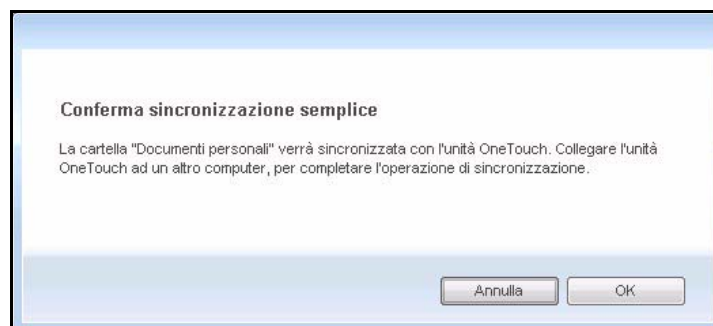 Conferma sincronizzazione semplice
La cartella "Documenti personali" verrà sincronizzata con l'unità OneTouch. Collegare l'unità
OneTouch ad un altro computer, per completare l'operazione di sincronizzazione.
Annulla
OK